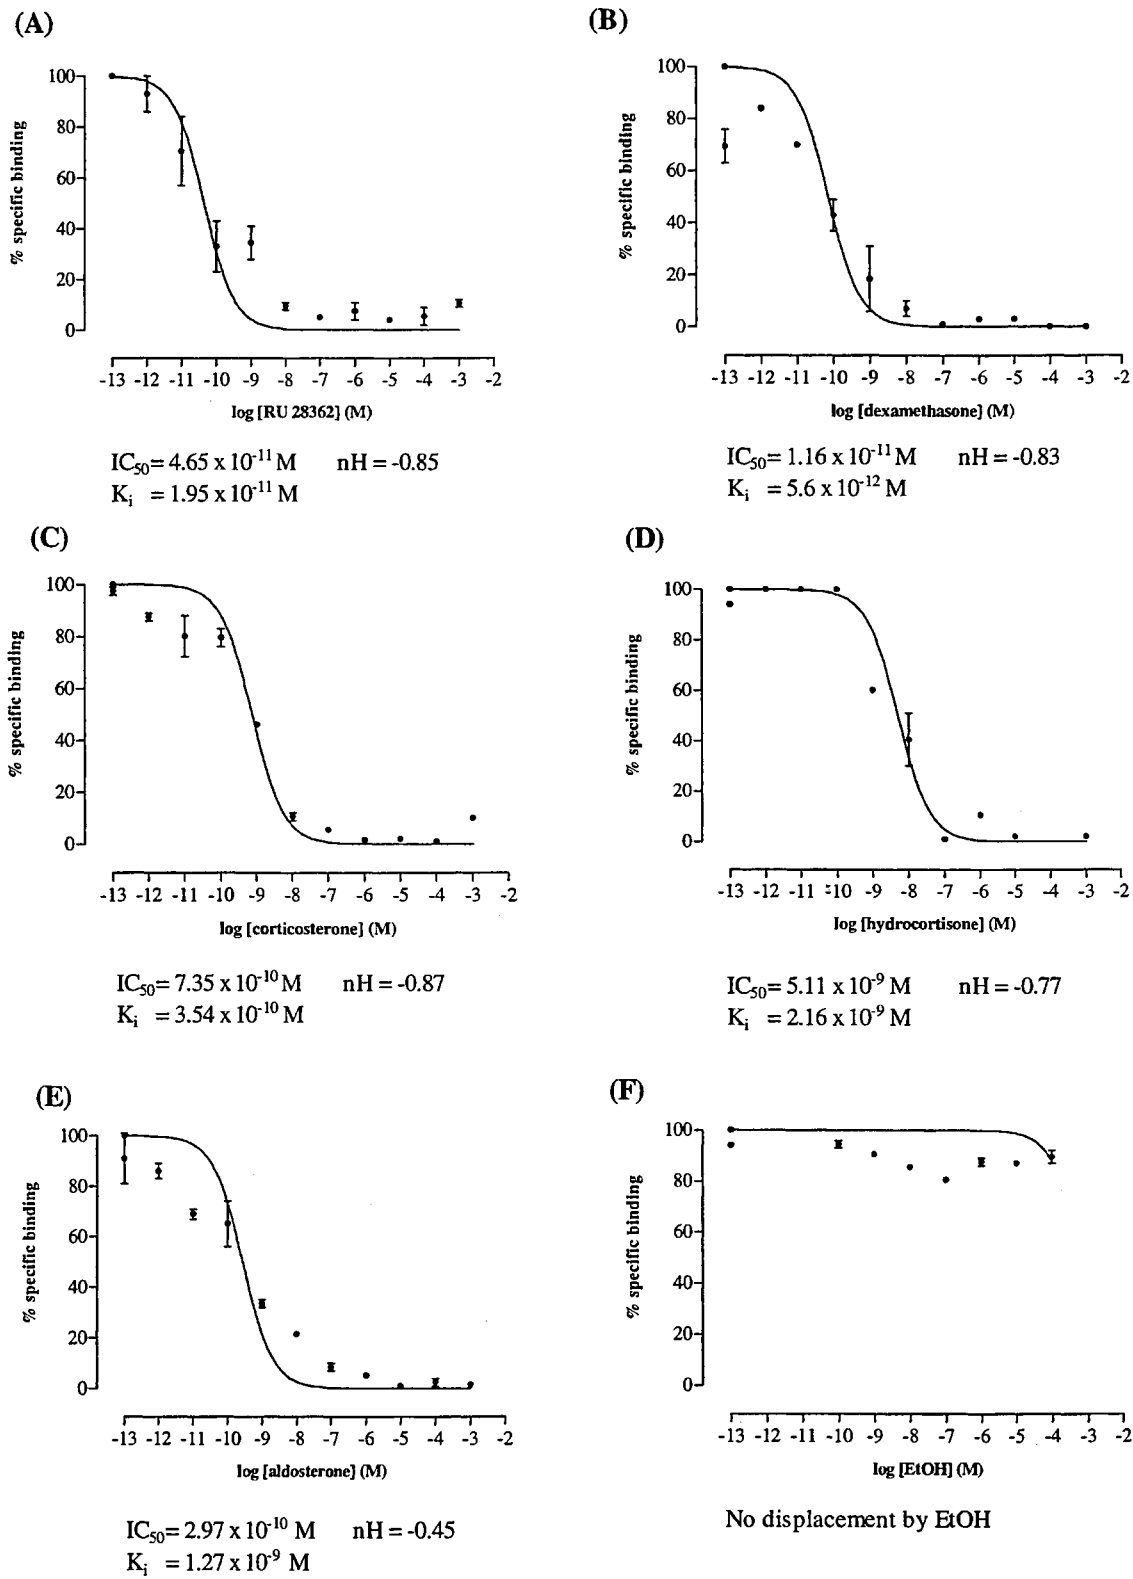 (A)
100
80
60
40
20
0
% specific binding
-13 -12 -11 -10 -9 -8 -7 -6 -5 -4 -3 -2
log [RU 28362] (M)
IC50= 4.65 x 10-11 M nH = -0.85
Ki = 1.95 x 10-11 M
(B)
100
80
60
40
20
0
% specific binding
-13 -12 -11 -10 -9 -8 -7 -6 -5 -4 -3 -2
log [dexamethasone] (M)
IC50= 1.16 x 10-11 M nH = -0.83
Ki = 5.6 x 10-12 M
(C)
100
80
60
40
20
0
% specific binding
-13 -12 -11 -10 -9 -8 -7 -6 -5 -4 -3 -2
log [corticosterone] (M)
IC50= 7.35 x 10-10 M nH = -0.87
Ki = 3.54 x 10-10 M
(D)
100
80
60
40
20
0
% specific binding
-13 -12 -11 -10 -9 -8 -7 -6 -5 -4 -3 -2
log [hydrocortisone] (M)
IC50= 5.11 x 10-9 M nH = -0.77
Ki = 2.16 x 10-9 M
(E)
100
80
60
40
20
0
% specific binding
-13 -12 -11 -10 -9 -8 -7 -6 -5 -4 -3 -2
log [aldosterone] (M)
IC50= 2.97 x 10-10 M nH = -0.45
Ki = 1.27 x 10-9 M
(F)
100
80
60
40
20
0
% specific binding
-13 -12 -11 -10 -9 -8 -7 -6 -5 -4 -3 -2
log [EtOH] (M)
No displacement by EtOH